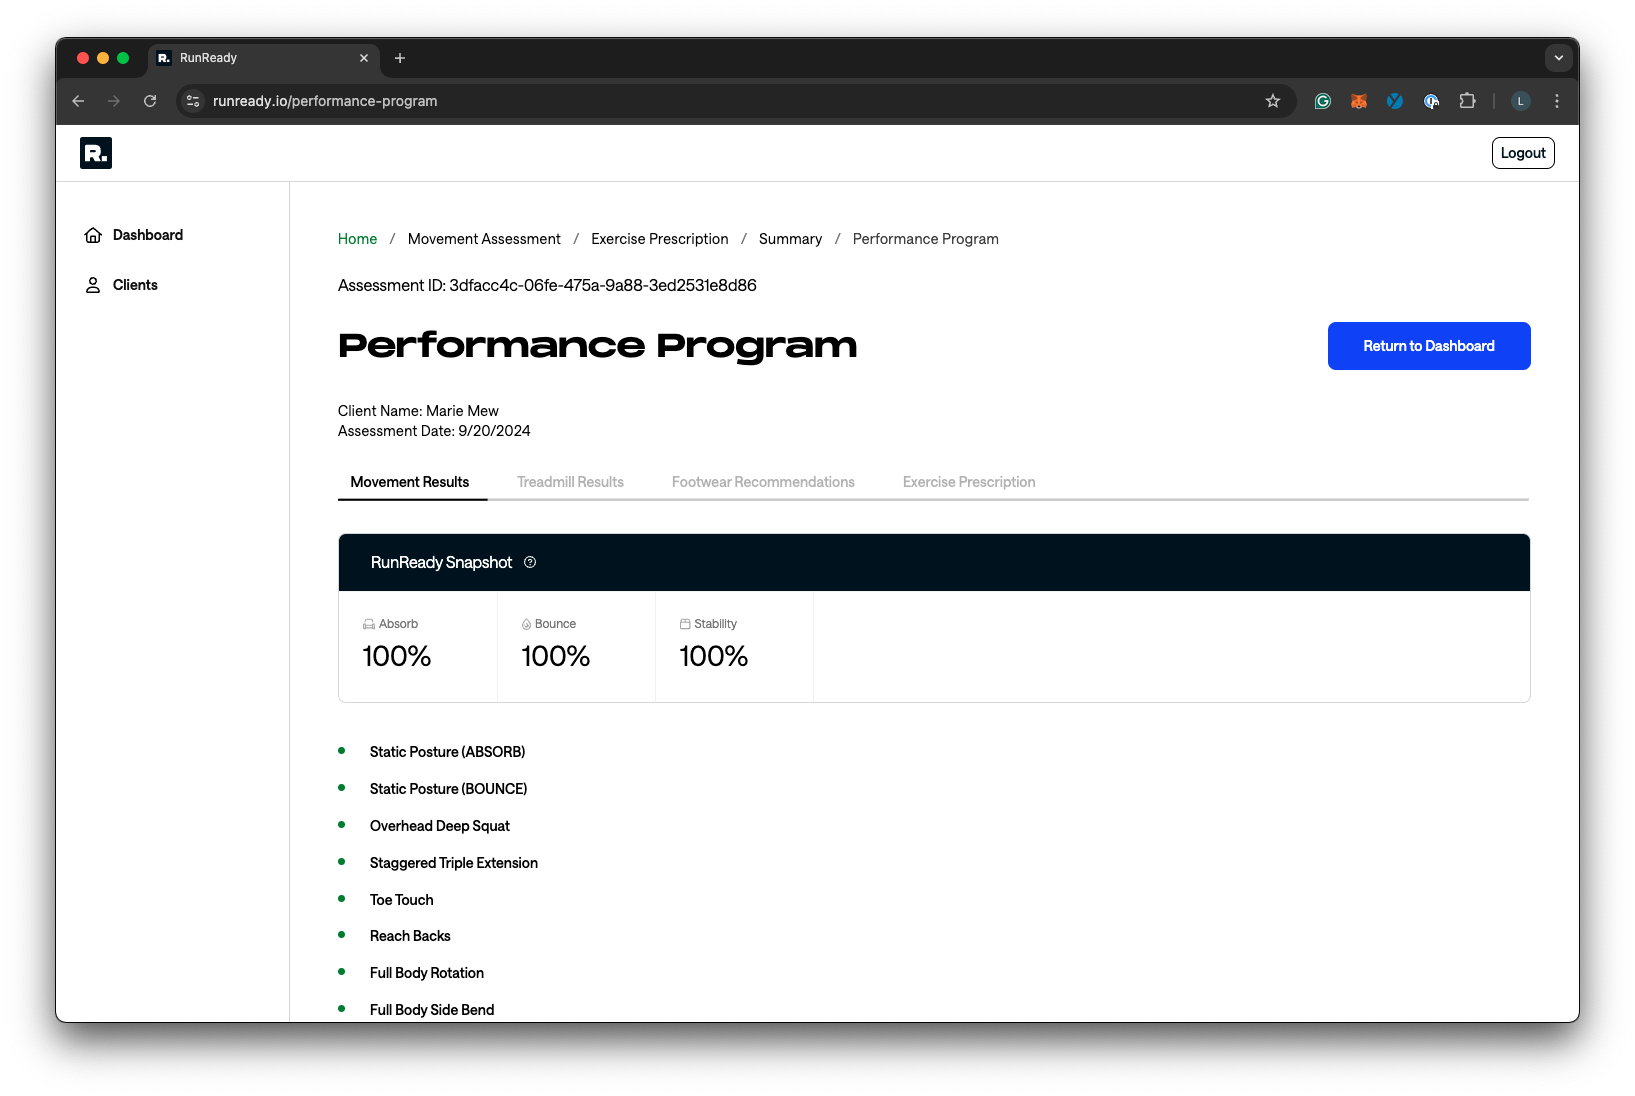 R. RunReady
runready.io/performance-program
L
R.
Logout
Dashboard
Clients
Home / Movement Assessment / Exercise Prescription / Summary / Performance Program
Assessment ID: 3dfacc4c-06fe-475a-9a88-3ed2531e8d86
Performance Program
Return to Dashboard
Client Name: Marie Mew
Assessment Date: 9/20/2024
Movement Results Treadmill Results Footwear Recommendations Exercise Prescription
RunReady Snapshot ?
Absorb Bounce Stability
100% 100% 100%
Static Posture (ABSORB)
Static Posture (BOUNCE)
Overhead Deep Squat
Staggered Triple Extension
Toe Touch
Reach Backs
Full Body Rotation
Full Body Side Bend